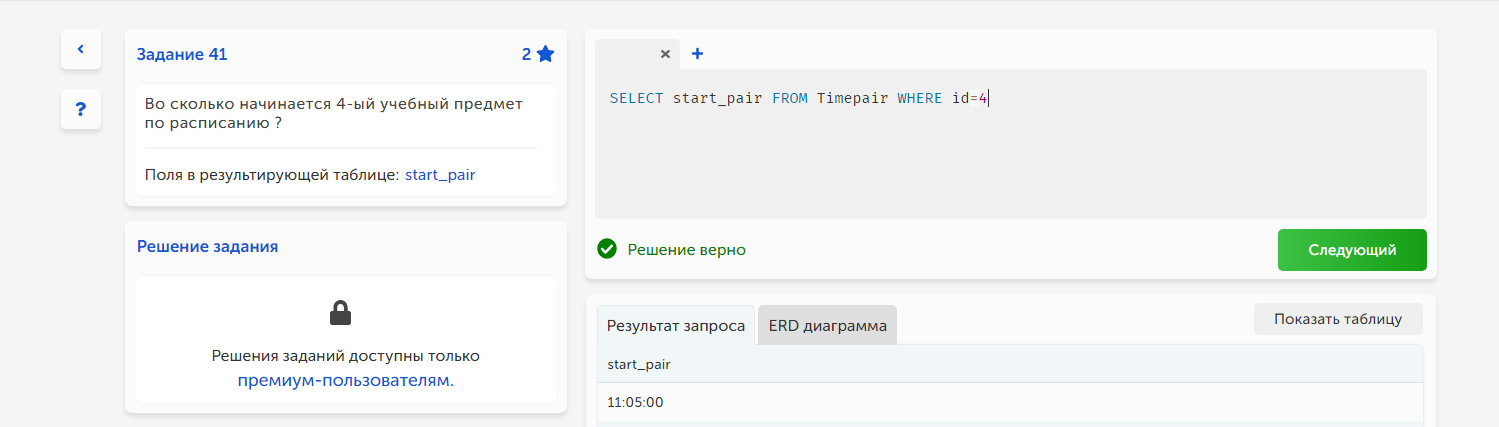 Задание 41
2
Во сколько начинается 4-ый учебный предмет
по расписанию ?
Поля в результирующей таблице: start_pair
Решение задания
Решения заданий доступны только
премиум-пользователям.
SELECT start_pair FROM Timepair WHERE id=4
Решение верно
Следующий
Результат запроса
ERD диаграмма
Показать таблицу
start_pair
11:05:00